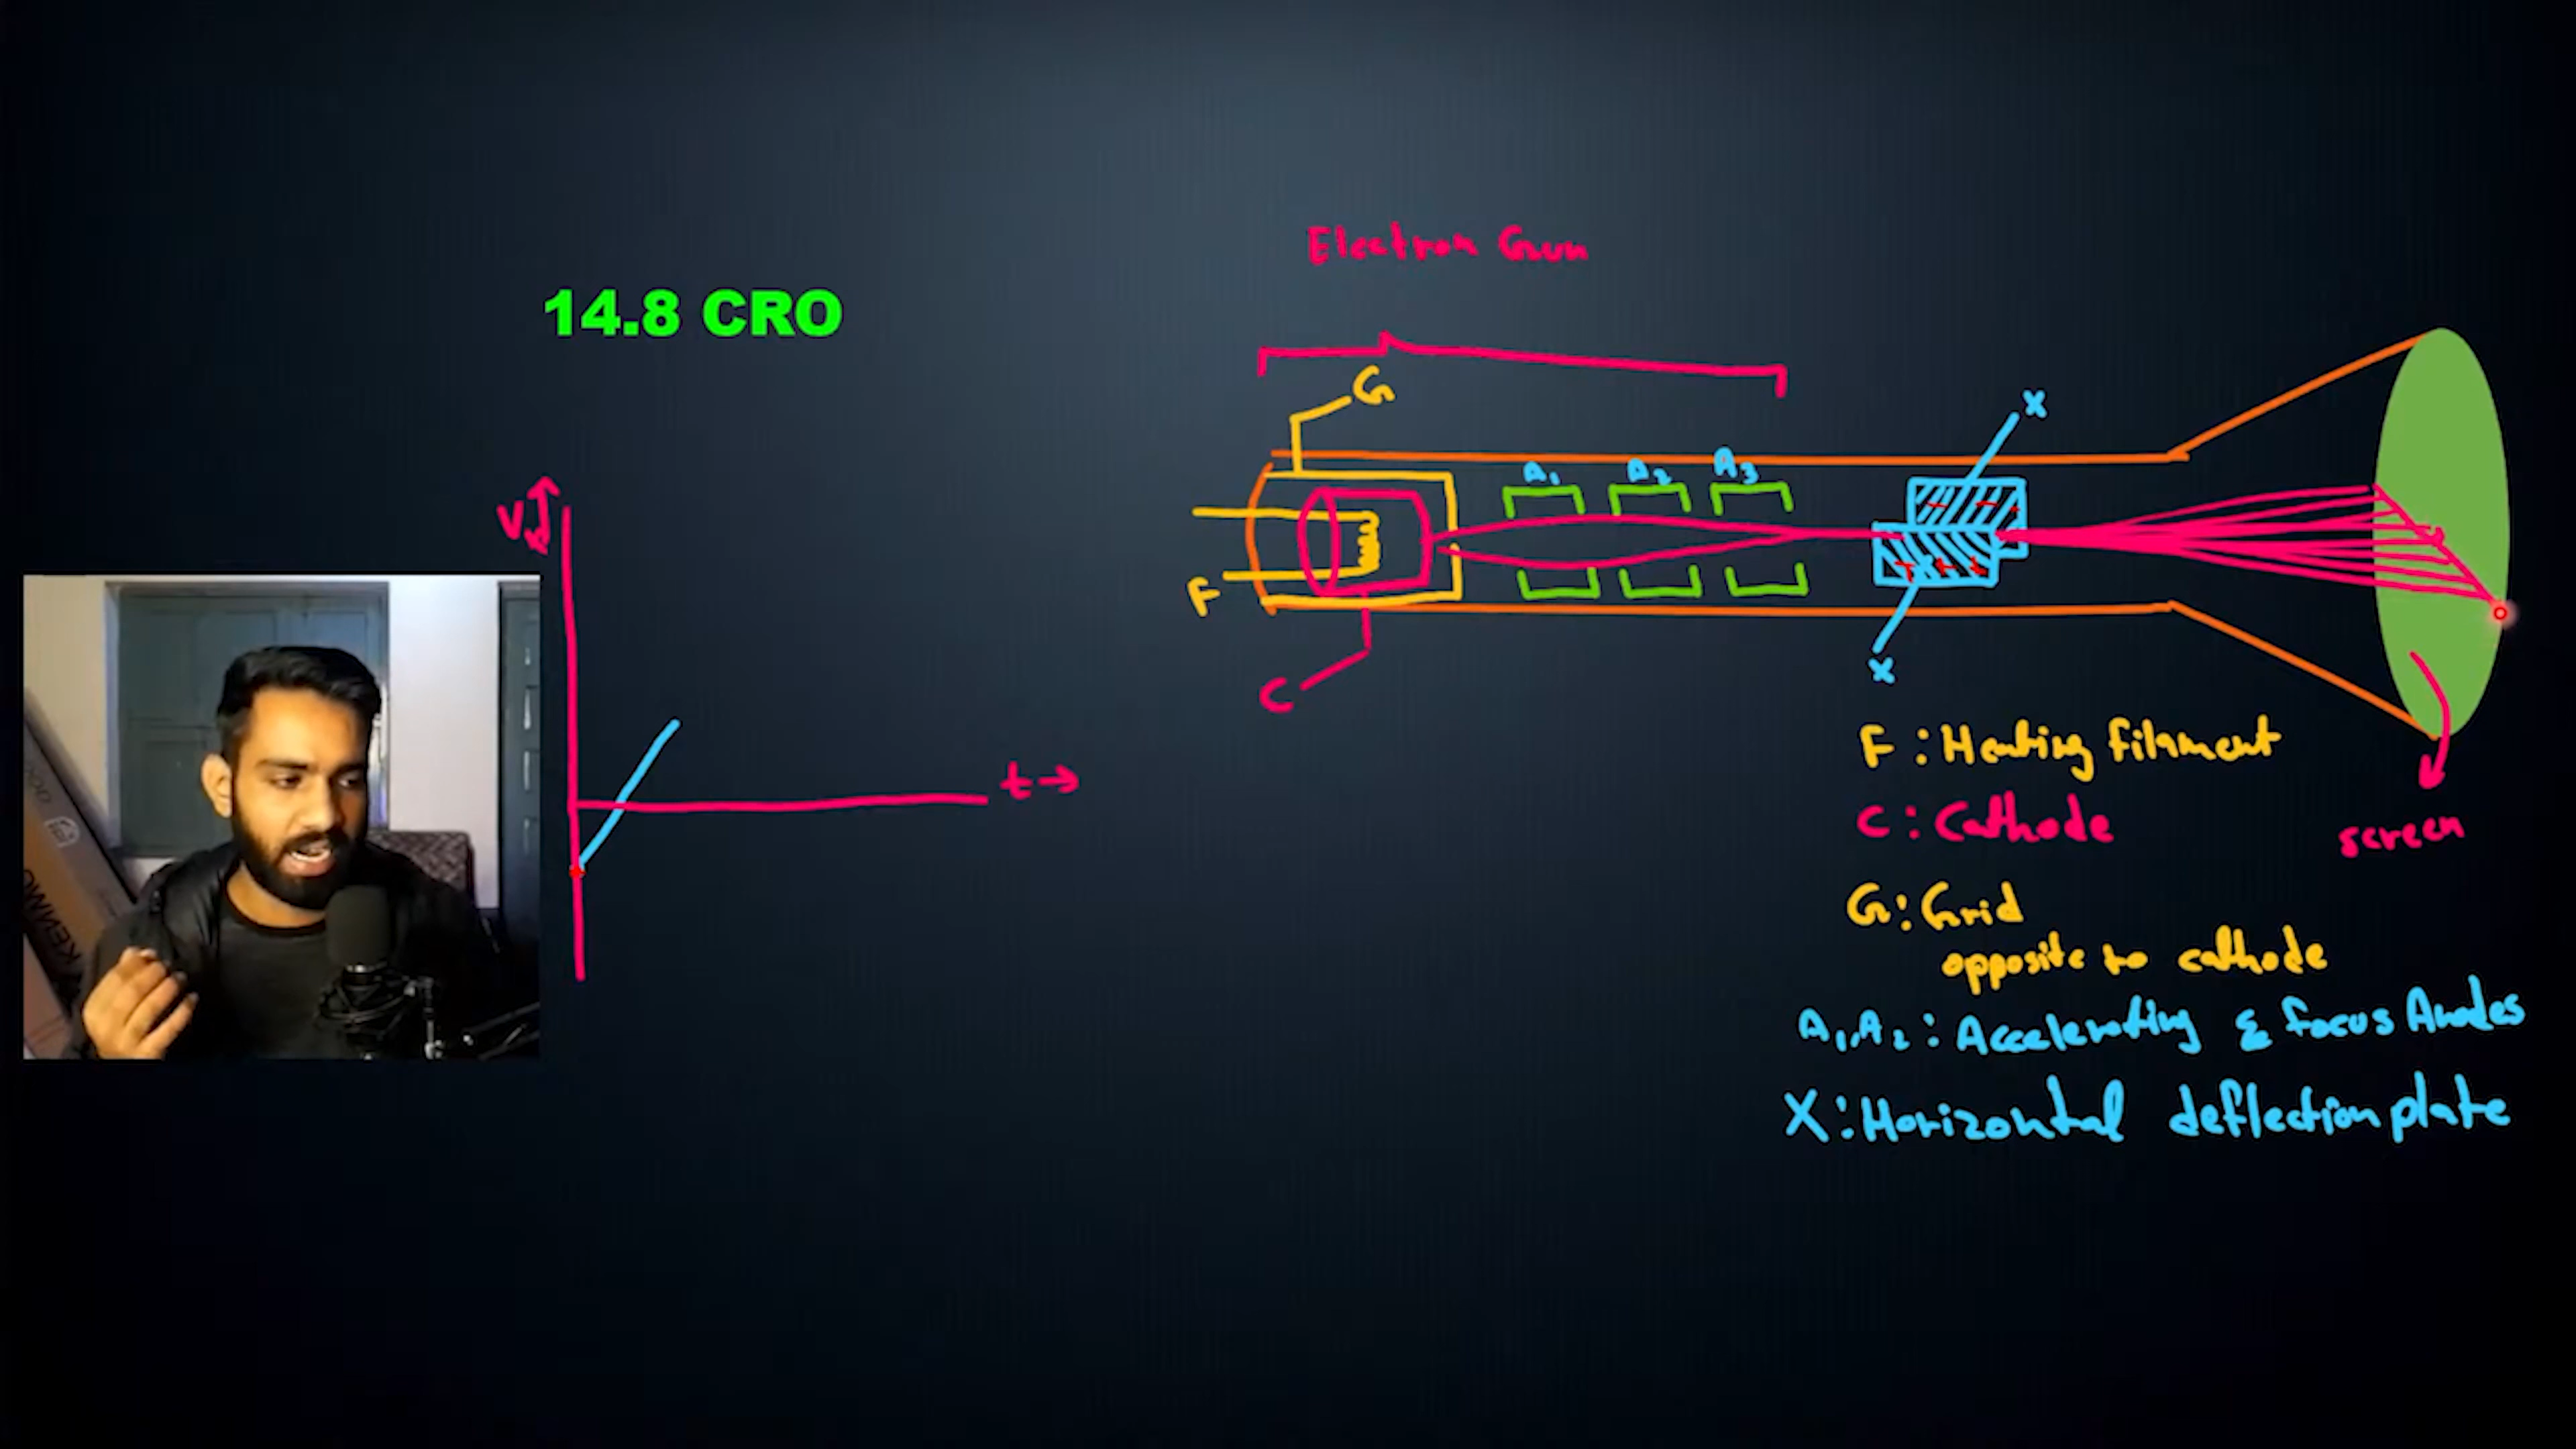 Electron Gun
14.8 CRO
G
x
A1
A2
A3
F
C
x
V
t→
F : Heating filament
C : Cathode
screen
G : Grid
opposite to cathode
A1, A2 : Accelerating & focus Anodes
X : Horizontal deflection plate